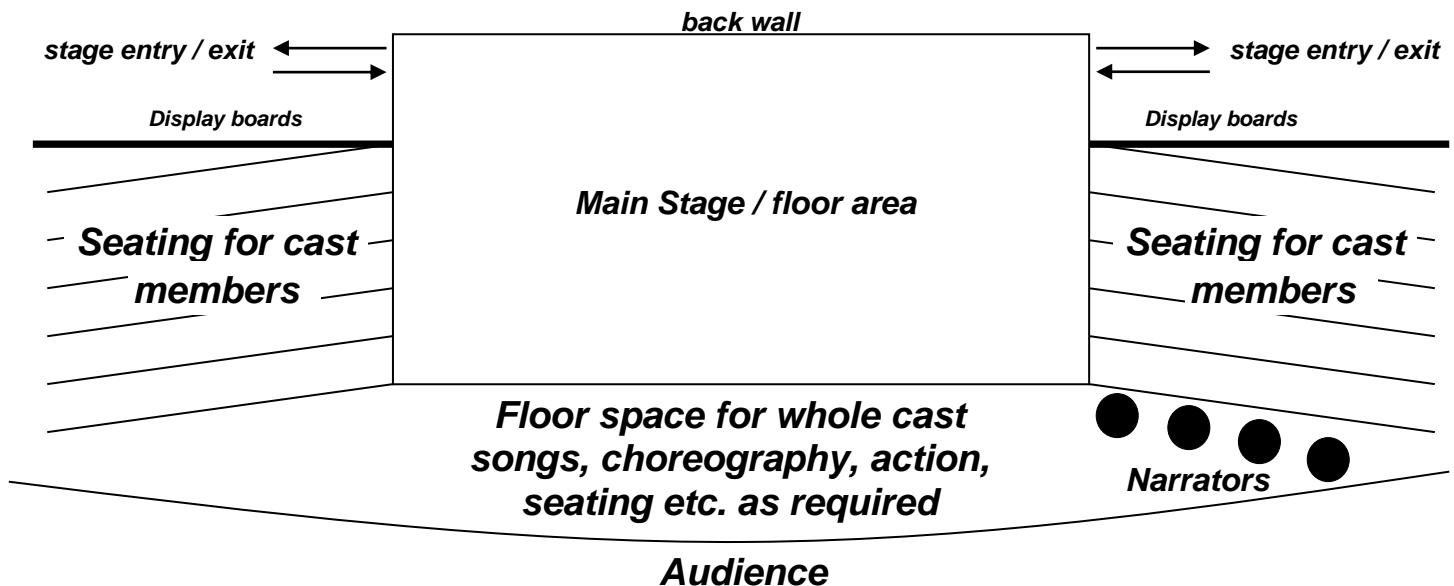 back wall
stage entry / exit
stage entry / exit
Display boards
Display boards
Main Stage / floor area
Seating for cast
members
Seating for cast
members
Floor space for whole cast
songs, choreography, action,
seating etc. as required
Narrators
Audience